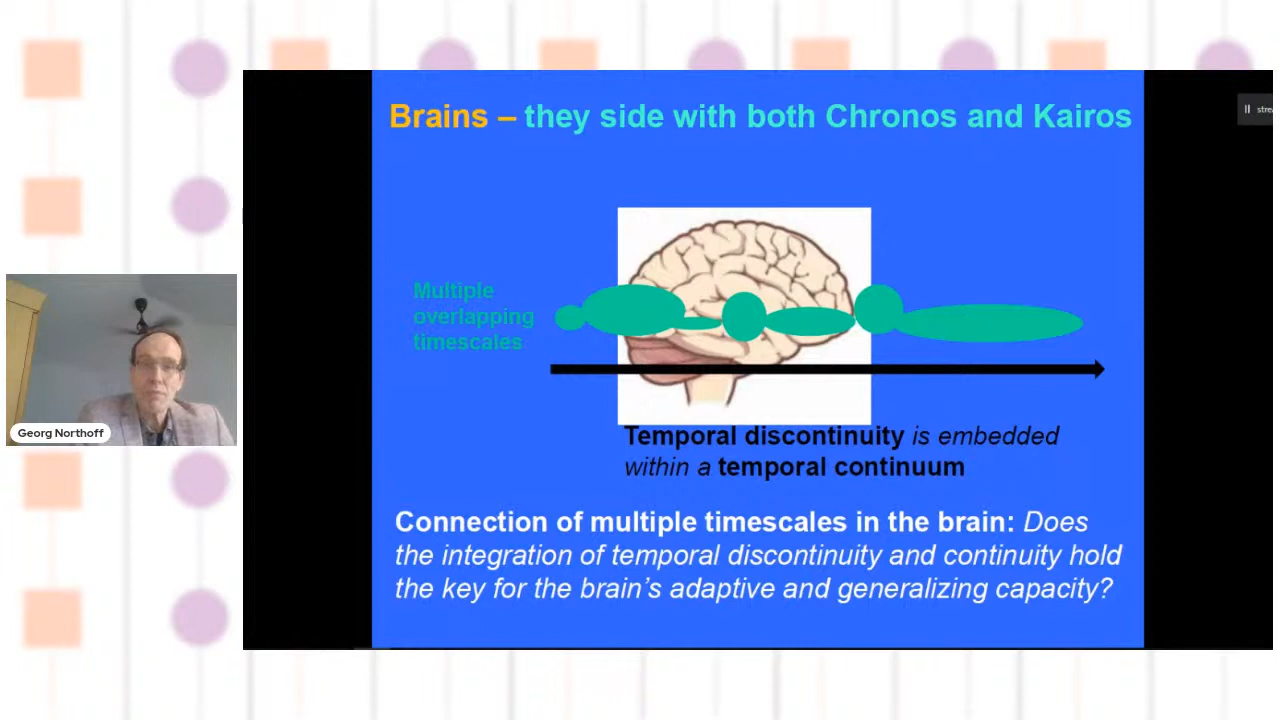 Brains – they side with both Chronos and Kairos
Multiple
overlapping
timescales
Temporal discontinuity is embedded
within a temporal continuum
Connection of multiple timescales in the brain: Does
the integration of temporal discontinuity and continuity hold
the key for the brain's adaptive and generalizing capacity?
Georg Northoff